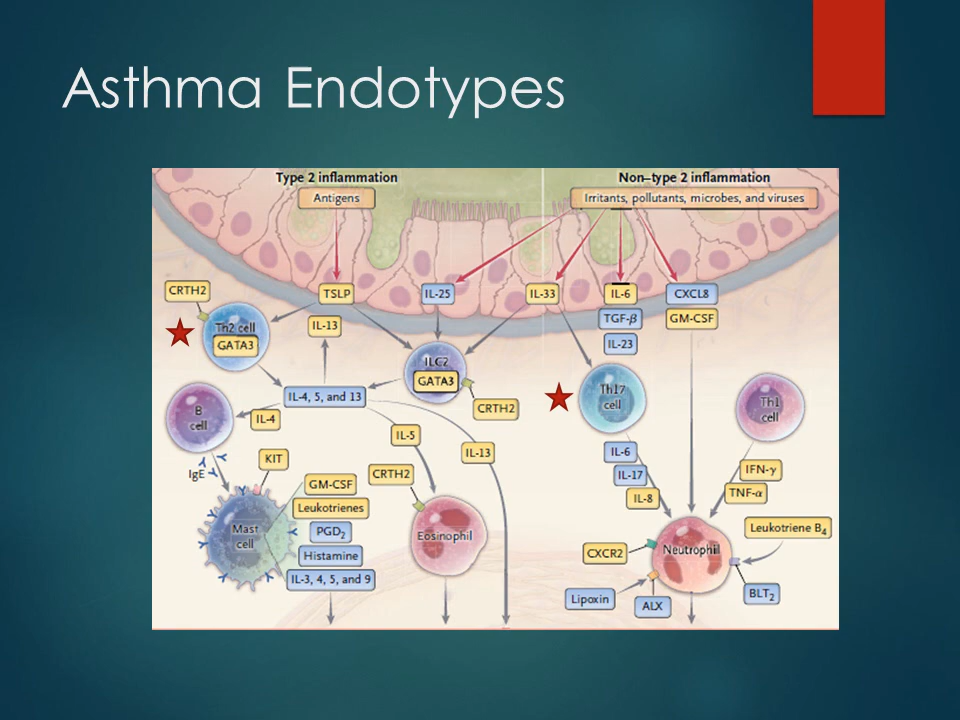 Asthma Endotypes
Type 2 inflammation
Antigens
Non–type 2 inflammation
Irritants, pollutants, microbes, and viruses
CRTH2
TSLP
IL-25
IL-33
IL-6
CXCL8
Th2 cell
GATA3
IL-13
TGF-β
GM-CSF
IL-23
ILC2
GATA3
CRTH2
Th17
cell
Th1
cell
IL-4, 5, and 13
B
cell
IL-4
IL-5
IL-13
IgE
KIT
CRTH2
GM-CSF
Leukotrienes
PGD2
Histamine
IL-3, 4, 5, and 9
Mast
cell
Eosinophil
IL-6
IL-17
IL-8
IFN-γ
TNF-α
Leukotriene B4
CXCR2
Neutrophil
Lipoxin
ALX
BLT2